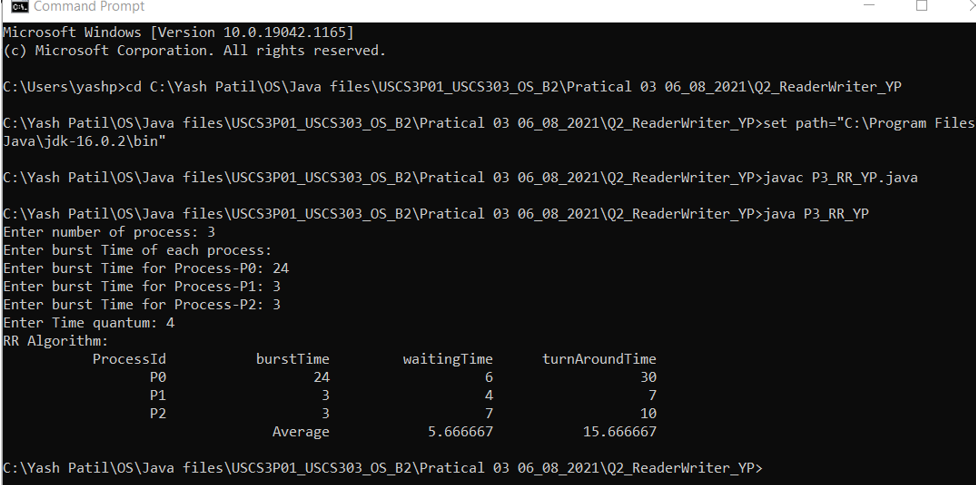 Command Prompt
Microsoft Windows [Version 10.0.19042.1165]
(c) Microsoft Corporation. All rights reserved.
C:\Users\yashp>cd C:\Yash Patil\OS\Java files\USCS3P01_USCS303_OS_B2\Pratical 03 06_08_2021\Q2_ReaderWriter_YP
C:\Yash Patil\OS\Java files\USCS3P01_USCS303_OS_B2\Pratical 03 06_08_2021\Q2_ReaderWriter_YP>set path="C:\Program Files
Java\jdk-16.0.2\bin"
C:\Yash Patil\OS\Java files\USCS3P01_USCS303_OS_B2\Pratical 03 06_08_2021\Q2_ReaderWriter_YP>javac P3_RR_YP.java
C:\Yash Patil\OS\Java files\USCS3P01_USCS303_OS_B2\Pratical 03 06_08_2021\Q2_ReaderWriter_YP>java P3_RR_YP
Enter number of process: 3
Enter burst Time of each process:
Enter burst Time for Process-P0: 24
Enter burst Time for Process-P1: 3
Enter burst Time for Process-P2: 3
Enter Time quantum: 4
RR Algorithm:
ProcessId burstTime waitingTime turnAroundTime
P0 24 6 30
P1 3 4 7
P2 3 7 10
Average 5.666667 15.666667
C:\Yash Patil\OS\Java files\USCS3P01_USCS303_OS_B2\Pratical 03 06_08_2021\Q2_ReaderWriter_YP>